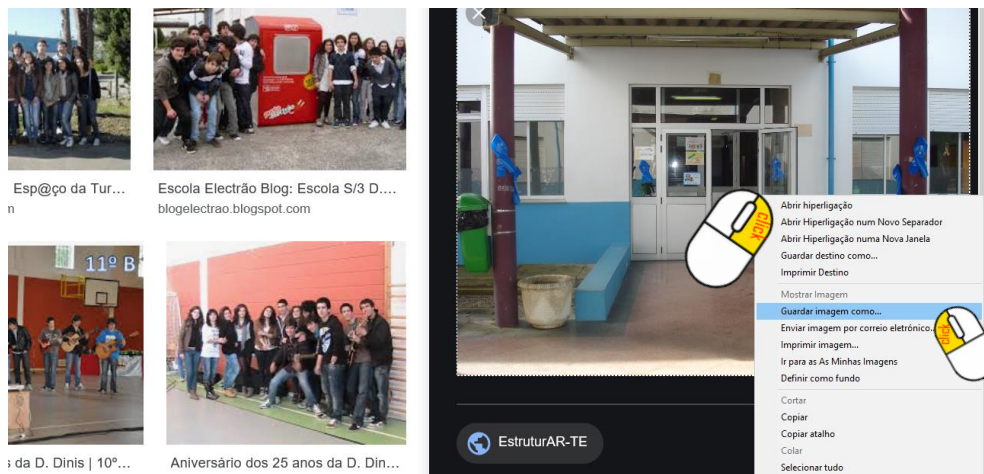 Esp@ço da Tur...
Escola Electrão Blog: Escola S/3 D....
blogelectrao.blogspot.com
11º B
s da D. Dinis | 10º...
Aniversário dos 25 anos da D. Din...
click
Abrir hiperligação
Abrir Hiperligação num Novo Separador
Abrir Hiperligação numa Nova Janela
Guardar destino como...
Imprimir Destino
Mostrar Imagem
Guardar imagem como...
Enviar imagem por correio eletrónico...
click
Imprimir imagem...
Ir para as As Minhas Imagens
Definir como fundo
Cortar
Copiar
Copiar atalho
Colar
Selecionar tudo
EstruturAR-TE